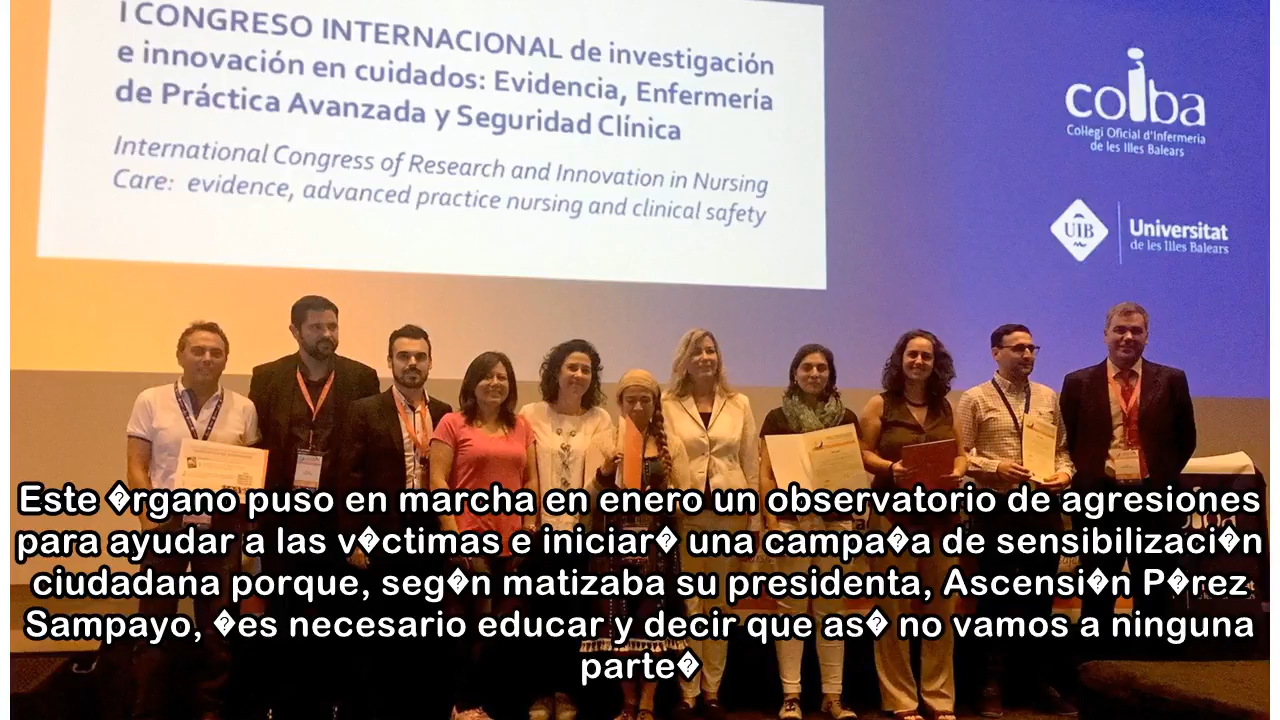 I CONGRESO INTERNACIONAL de investigación
e innovación en cuidados: Evidencia, Enfermería
de Práctica Avanzada y Seguridad Clínica
International Congress of Research and Innovation in Nursing
Care: evidence, advanced practice nursing and clinical safety
coiba
Col·legi Oficial d'Infermeria
de les Illes Balears
UIB
Universitat
de les Illes Balears
Este �rgano puso en marcha en enero un observatorio de agresiones
para ayudar a las v�ctimas e iniciar� una campa�a de sensibilizaci�n
ciudadana porque, seg�n matizaba su presidenta, Ascensi�n P�rez
Sampayo, �es necesario educar y decir que as� no vamos a ninguna
parte�